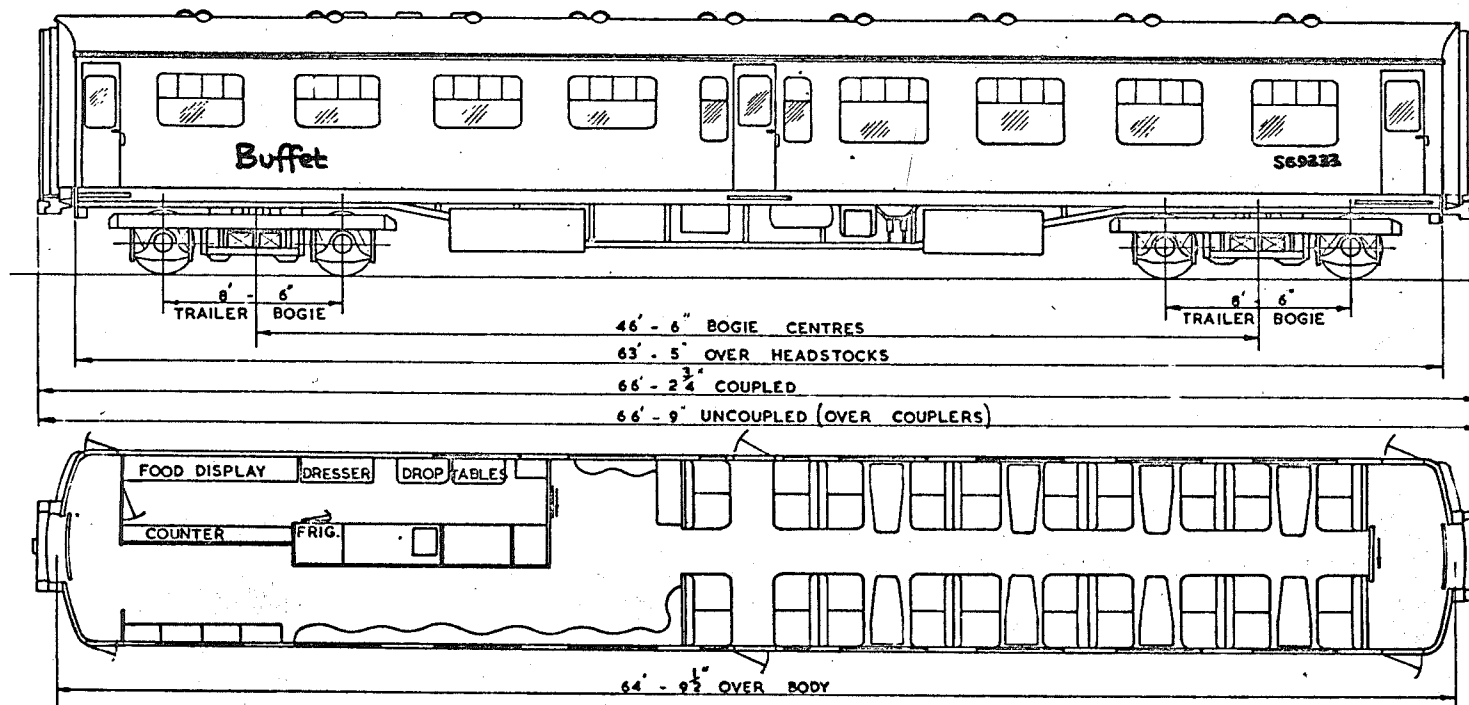 Buffet
S69333
8' - 6"
TRAILER BOGIE
8' - 6"
TRAILER BOGIE
46' - 6" BOGIE CENTRES
63' - 5" OVER HEADSTOCKS
66' - 2 3/4" COUPLED
66' - 9" UNCOUPLED (OVER COUPLERS)
FOOD DISPLAY
DRESSER
DROP TABLES
COUNTER
FRIG.
64' - 9 1/2" OVER BODY